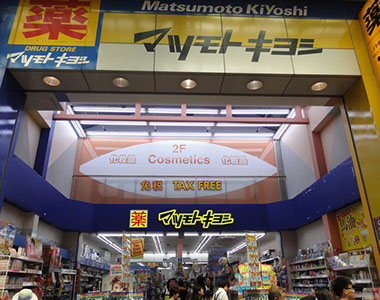 Matsumoto KiYoshi
薬
DRUG STORE
マツモトキヨシ
マツモトキヨシ
2F
化粧品 Cosmetics 化粧品
免税 TAX FREE
薬 マツモトキヨシ